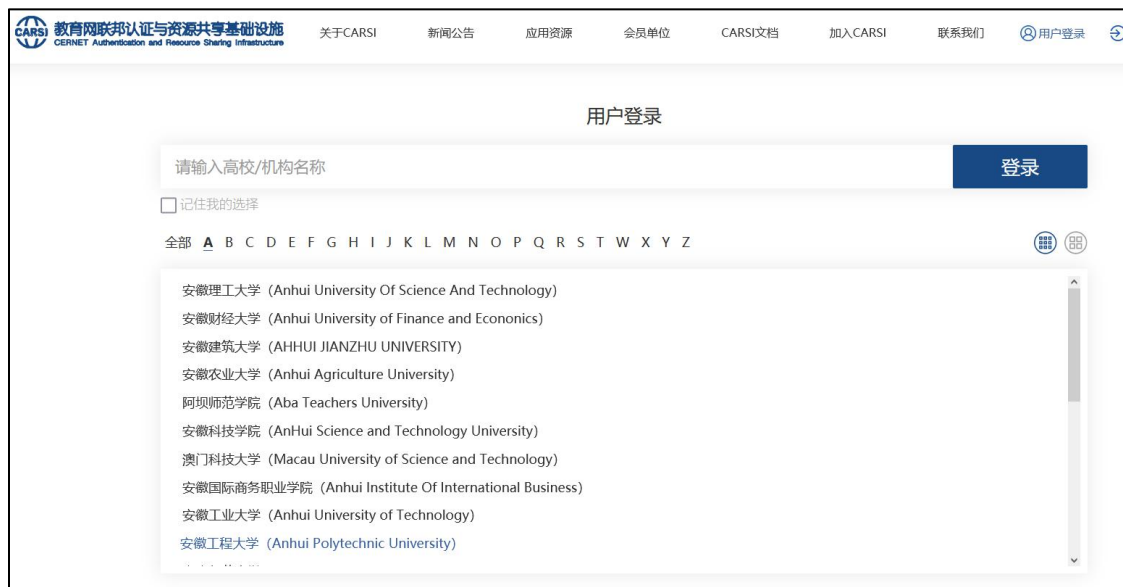 CARSI 教育网联邦认证与资源共享基础设施
CERNET Authentication and Resource Sharing Infrastructure
关于CARSI 新闻公告 应用资源 会员单位 CARSI文档 加入CARSI 联系我们 用户登录
用户登录
请输入高校/机构名称 登录
记住我的选择
全部 A B C D E F G H I J K L M N O P Q R S T W X Y Z
安徽理工大学（Anhui University Of Science And Technology）
安徽财经大学（Anhui University of Finance and Econonics）
安徽建筑大学（AHHUI JIANZHU UNIVERSITY）
安徽农业大学（Anhui Agriculture University）
阿坝师范学院（Aba Teachers University）
安徽科技学院（AnHui Science and Technology University）
澳门科技大学（Macau University of Science and Technology）
安徽国际商务职业学院（Anhui Institute Of International Business）
安徽工业大学（Anhui University of Technology）
安徽工程大学（Anhui Polytechnic University）